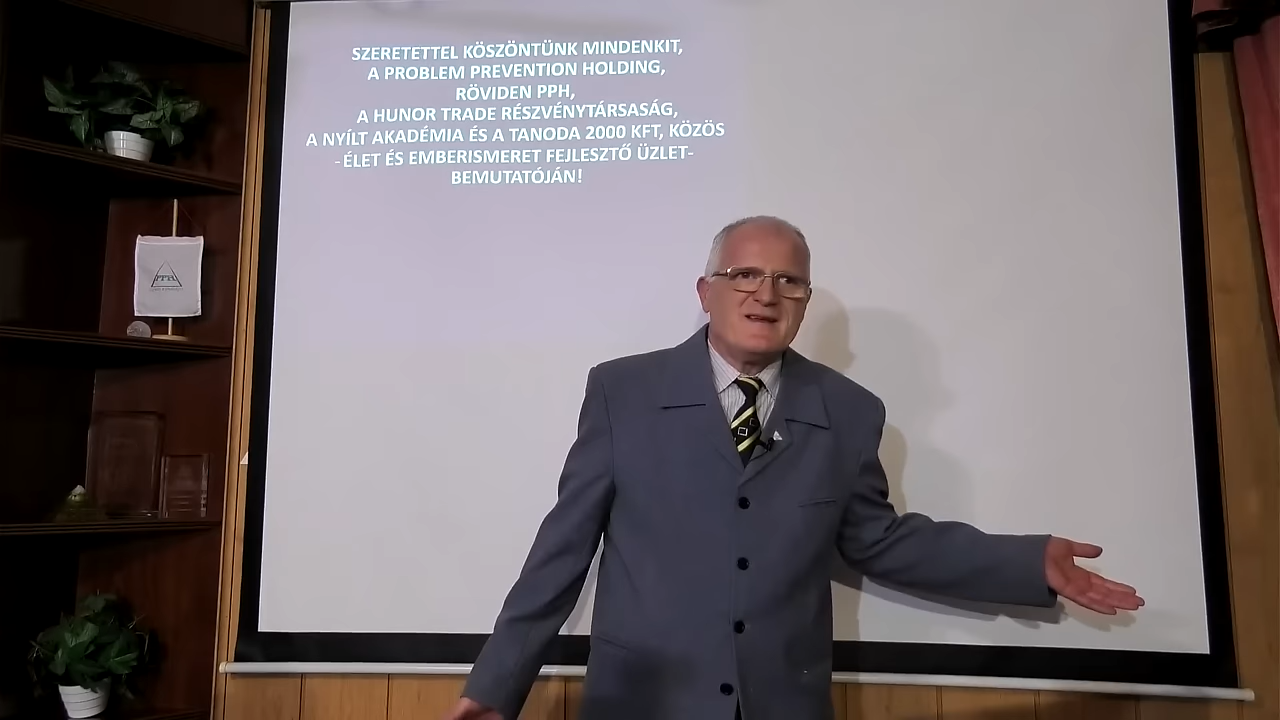 SZERETETTEL KÖSZÖNTÜNK MINDENKIT,
A PROBLEM PREVENTION HOLDING,
RÖVIDEN PPH,
A HUNOR TRADE RÉSZVÉNYTÁRSASÁG,
A NYÍLT AKADÉMIA ÉS A TANODA 2000 KFT, KÖZÖS
-ÉLET ÉS EMBERISMERET FEJLESZTŐ ÜZLET-
BEMUTATÓJÁN!